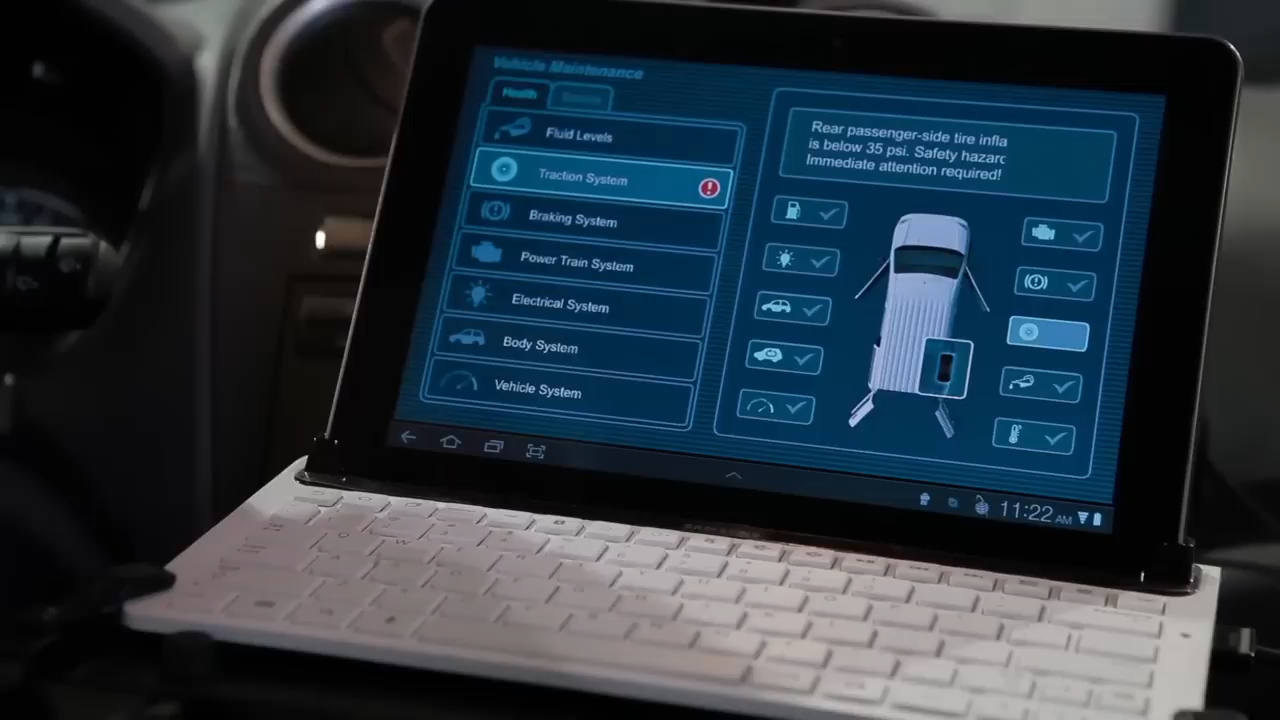 Vehicle Maintenance
Health
Fluid Levels
Traction System
Braking System
Power Train System
Electrical System
Body System
Vehicle System
Rear passenger-side tire infla
is below 35 psi. Safety hazarc
Immediate attention required!
11:22 AM